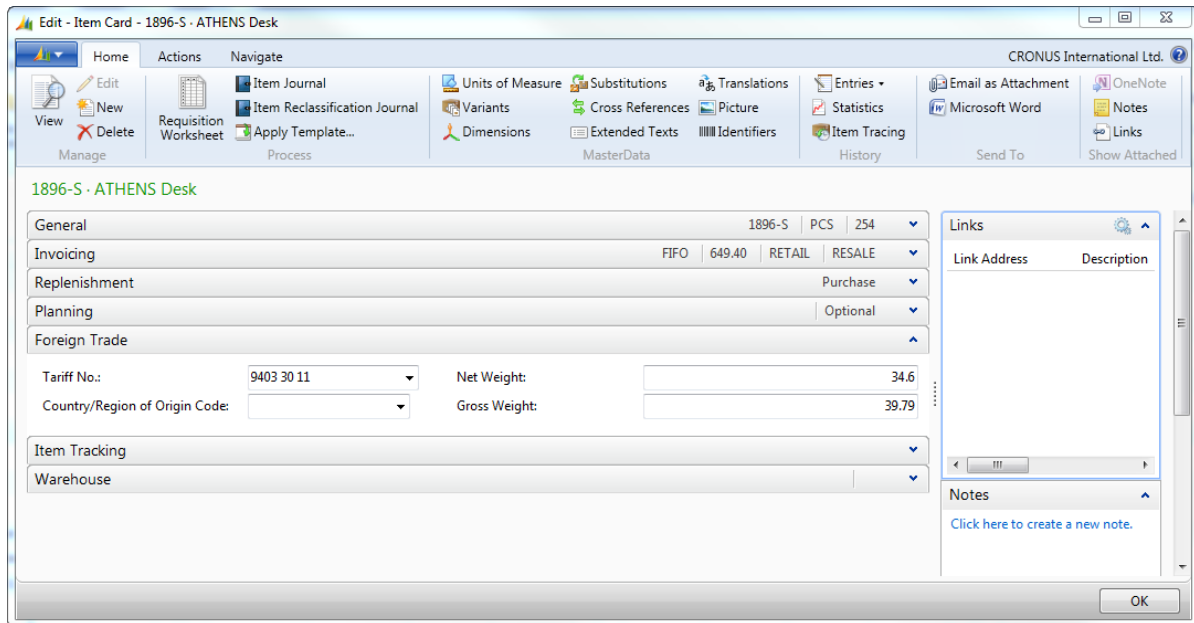 Edit - Item Card - 1896-S · ATHENS Desk
Home Actions Navigate CRONUS International Ltd.
View
Edit
New
Delete
Manage
Requisition Worksheet
Item Journal
Item Reclassification Journal
Apply Template...
Process
Units of Measure Substitutions Translations
Variants Cross References Picture
Dimensions Extended Texts Identifiers
MasterData
Entries
Statistics
Item Tracing
History
Email as Attachment
Microsoft Word
Send To
OneNote
Notes
Links
Show Attached
1896-S · ATHENS Desk
General 1896-S PCS 254
Invoicing FIFO 649.40 RETAIL RESALE
Replenishment Purchase
Planning Optional
Foreign Trade
Tariff No.: 9403 30 11 Net Weight: 34.6
Country/Region of Origin Code: Gross Weight: 39.79
Item Tracking
Warehouse
Links
Link Address Description
Notes
Click here to create a new note.
OK